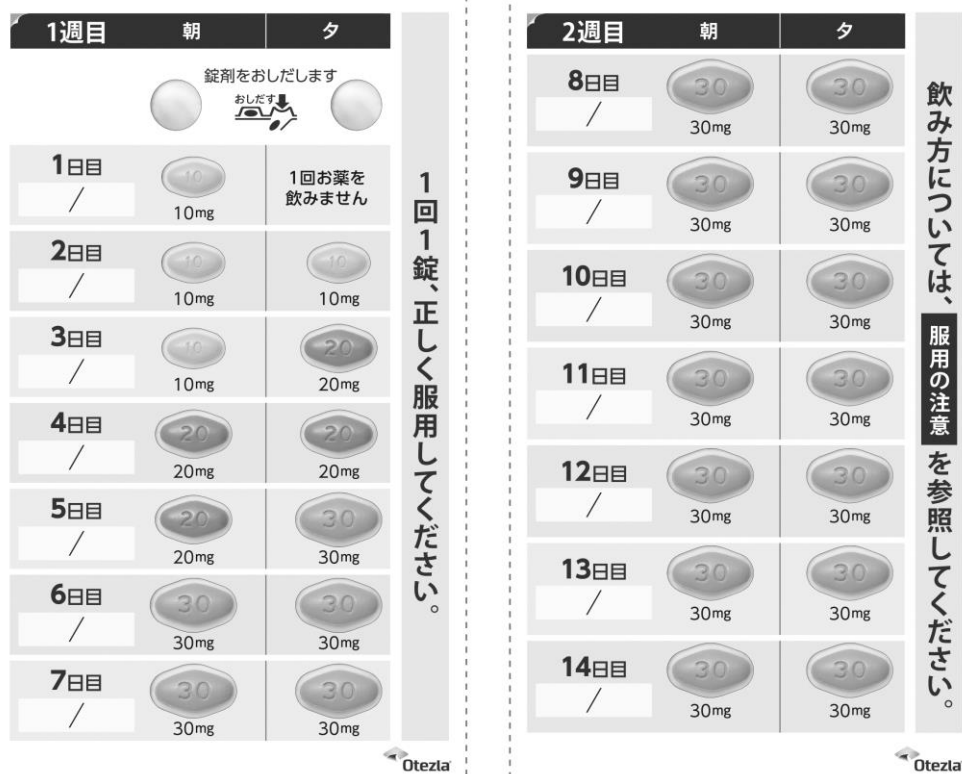 1週目 朝 夕
錠剤をおしだします
おしだす
1日目 / 10 10mg 1回お薬を
飲みません
2日目 / 10 10mg 10 10mg
3日目 / 10 10mg 20 20mg
4日目 / 20 20mg 20 20mg
5日目 / 20 20mg 30 30mg
6日目 / 30 30mg 30 30mg
7日目 / 30 30mg 30 30mg
1回1錠、正しく服用してください。
Otezla
2週目 朝 夕
8日目 / 30 30mg 30 30mg
9日目 / 30 30mg 30 30mg
10日目 / 30 30mg 30 30mg
11日目 / 30 30mg 30 30mg
12日目 / 30 30mg 30 30mg
13日目 / 30 30mg 30 30mg
14日目 / 30 30mg 30 30mg
飲み方については、服用の注意を参照してください。
Otezla